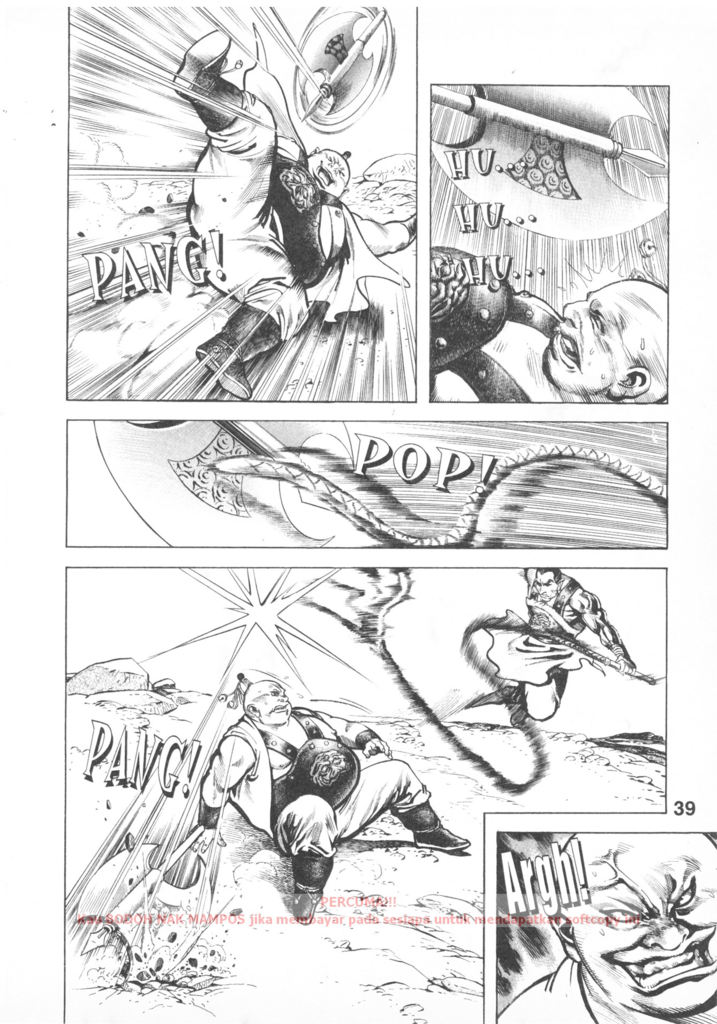 PANG!
HU...
HU...
HU...
POP!
PANG!
39
Argh!
PERCUMA!!!
kau BODOH NAK MAMPOS jika membayar pada sesiapa untuk mendapatkan softcopy ini